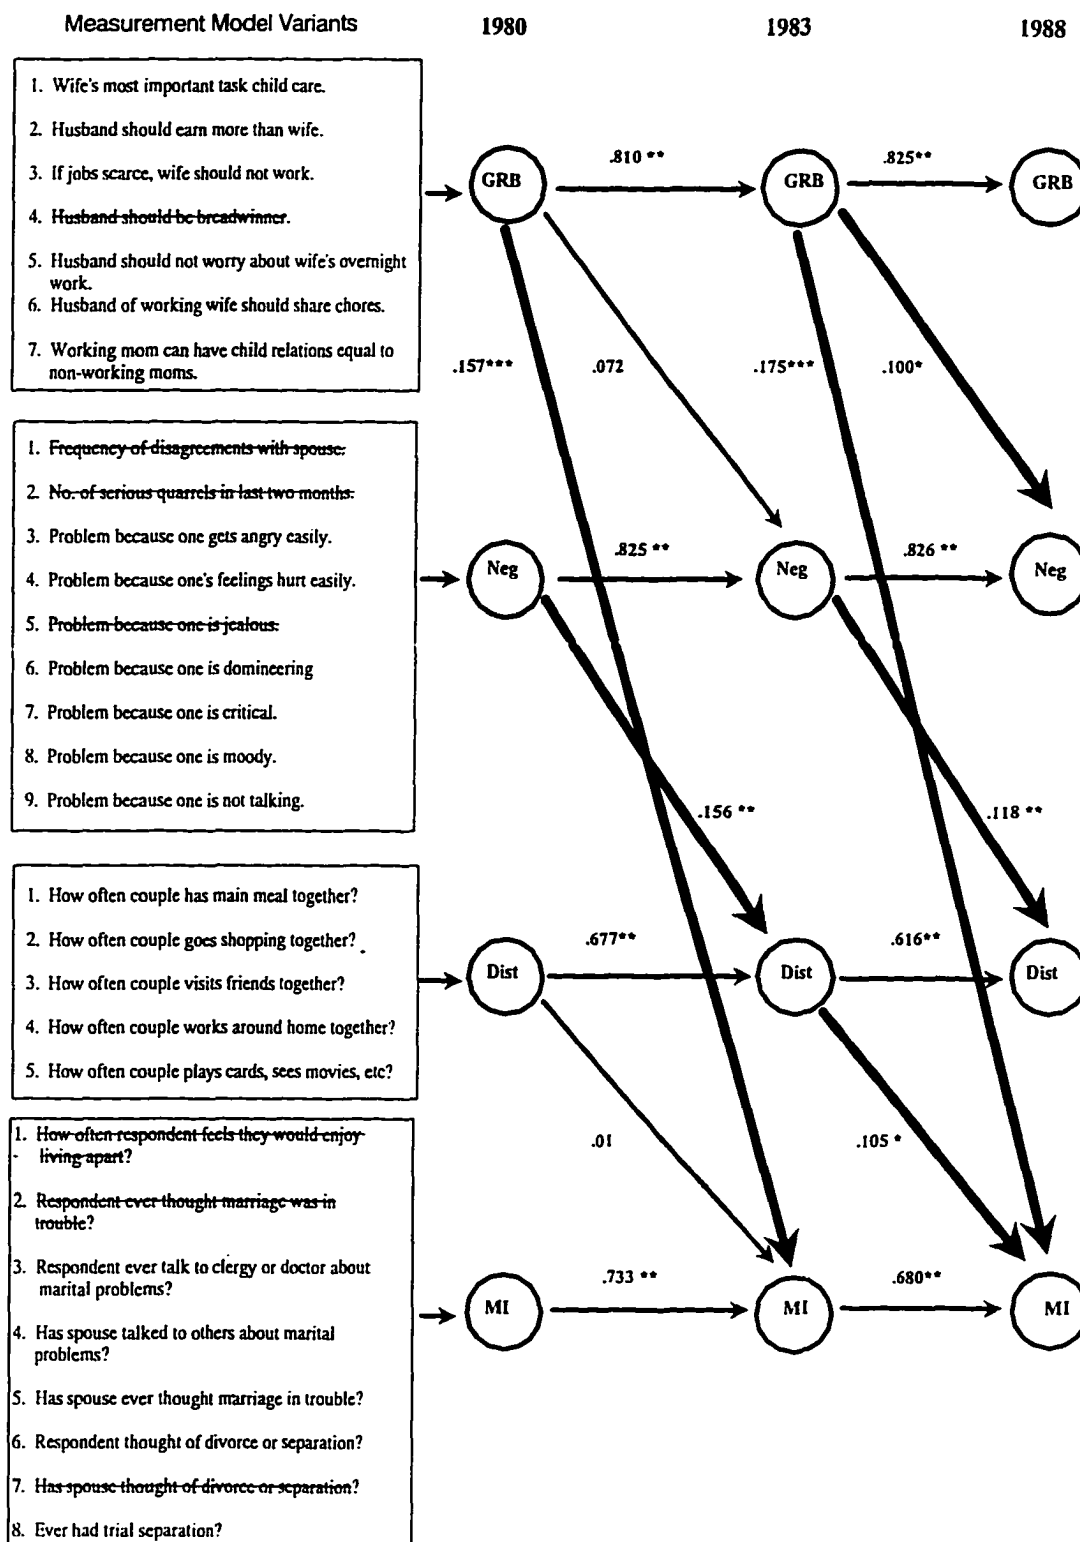 Measurement Model Variants 1980 1983 1988
1. Wife's most important task child care.
2. Husband should earn more than wife.
3. If jobs scarce, wife should not work.
4. Husband should be breadwinner.
5. Husband should not worry about wife's overnight
work.
6. Husband of working wife should share chores.
7. Working mom can have child relations equal to
non-working moms.
GRB .810 ** GRB .825** GRB
.157*** .072 .175*** .100*
1. Frequency of disagreements with spouse.
2. No. of serious quarrels in last two months.
3. Problem because one gets angry easily.
4. Problem because one's feelings hurt easily.
5. Problem because one is jealous.
6. Problem because one is domineering
7. Problem because one is critical.
8. Problem because one is moody.
9. Problem because one is not talking.
Neg .825 ** Neg .826 ** Neg
.156 ** .118 **
1. How often couple has main meal together?
2. How often couple goes shopping together?
3. How often couple visits friends together?
4. How often couple works around home together?
5. How often couple plays cards, sees movies, etc?
Dist .677** Dist .616** Dist
.01 .105 *
1. How often respondent feels they would enjoy
living apart?
2. Respondent ever thought marriage was in
trouble?
3. Respondent ever talk to clergy or doctor about
marital problems?
4. Has spouse talked to others about marital
problems?
5. Has spouse ever thought marriage in trouble?
6. Respondent thought of divorce or separation?
7. Has spouse thought of divorce or separation?
8. Ever had trial separation?
MI .733 ** MI .680** MI